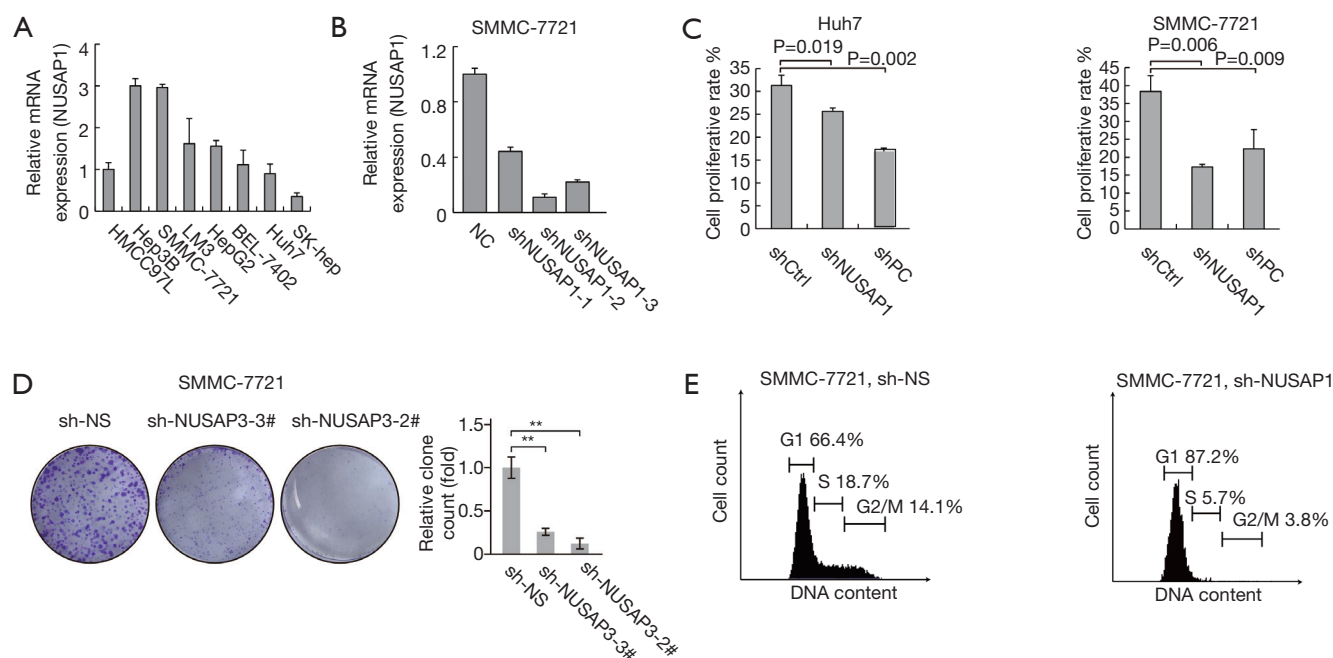 A
Relative mRNA
expression (NUSAP1)
4
3
2
1
0
HMCC97L
Hep3B
SMMC-7721
LM3
HepG2
BEL-7402
Huh7
SK-hep
B
SMMC-7721
Relative mRNA
expression (NUSAP1)
1.2
0.8
0.4
0
NC
shNUSAP1-1
shNUSAP1-2
shNUSAP1-3
C
Huh7
P=0.019
P=0.002
Cell proliferative rate %
35
30
25
20
15
10
5
0
shCtrl
shNUSAP1
shPC
SMMC-7721
P=0.006
P=0.009
Cell proliferative rate %
45
40
35
30
25
20
15
10
5
0
shCtrl
shNUSAP1
shPC
D
SMMC-7721
sh-NS
sh-NUSAP3-3#
sh-NUSAP3-2#
Relative clone
count (fold)
1.5
1.0
0.5
0.0
**
**
sh-NS
sh-NUSAP3-3#
sh-NUSAP3-2#
E
SMMC-7721, sh-NS
Cell count
G1 66.4%
S 18.7%
G2/M 14.1%
DNA content
SMMC-7721, sh-NUSAP1
Cell count
G1 87.2%
S 5.7%
G2/M 3.8%
DNA content